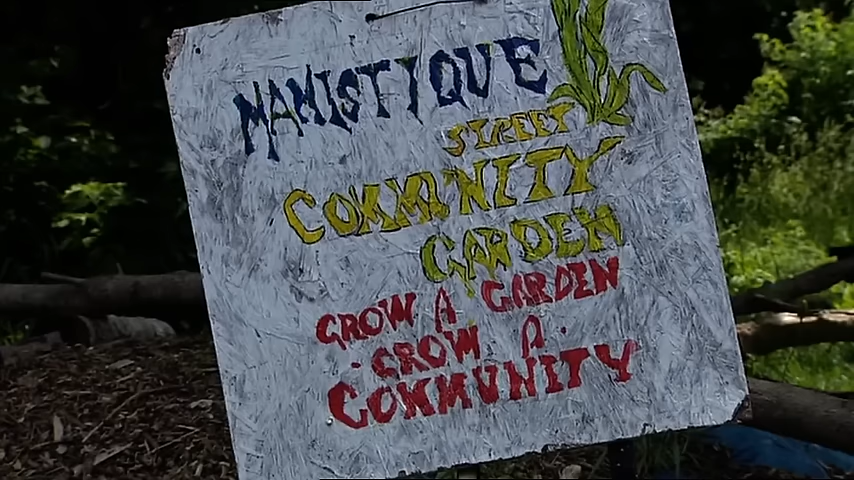 MANISTIQUE
STREET
COMMUNITY
GARDEN
GROW A GARDEN
GROW A
COMMUNITY